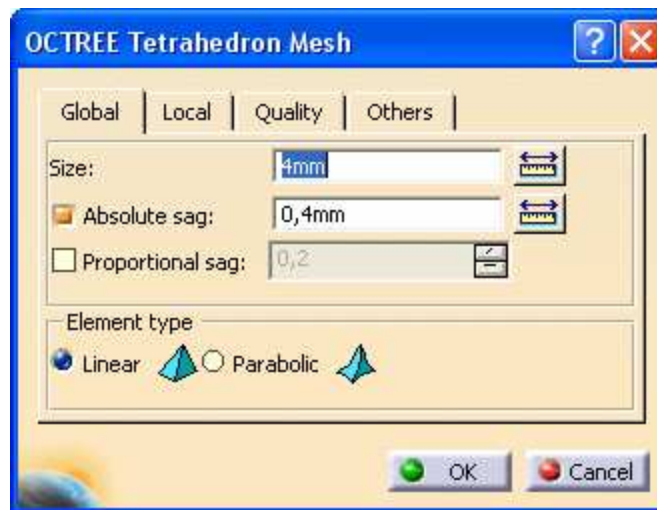 OCTREE Tetrahedron Mesh
Global Local Quality Others
Size: 4mm
Absolute sag: 0,4mm
Proportional sag: 0,2
Element type
Linear Parabolic
OK Cancel